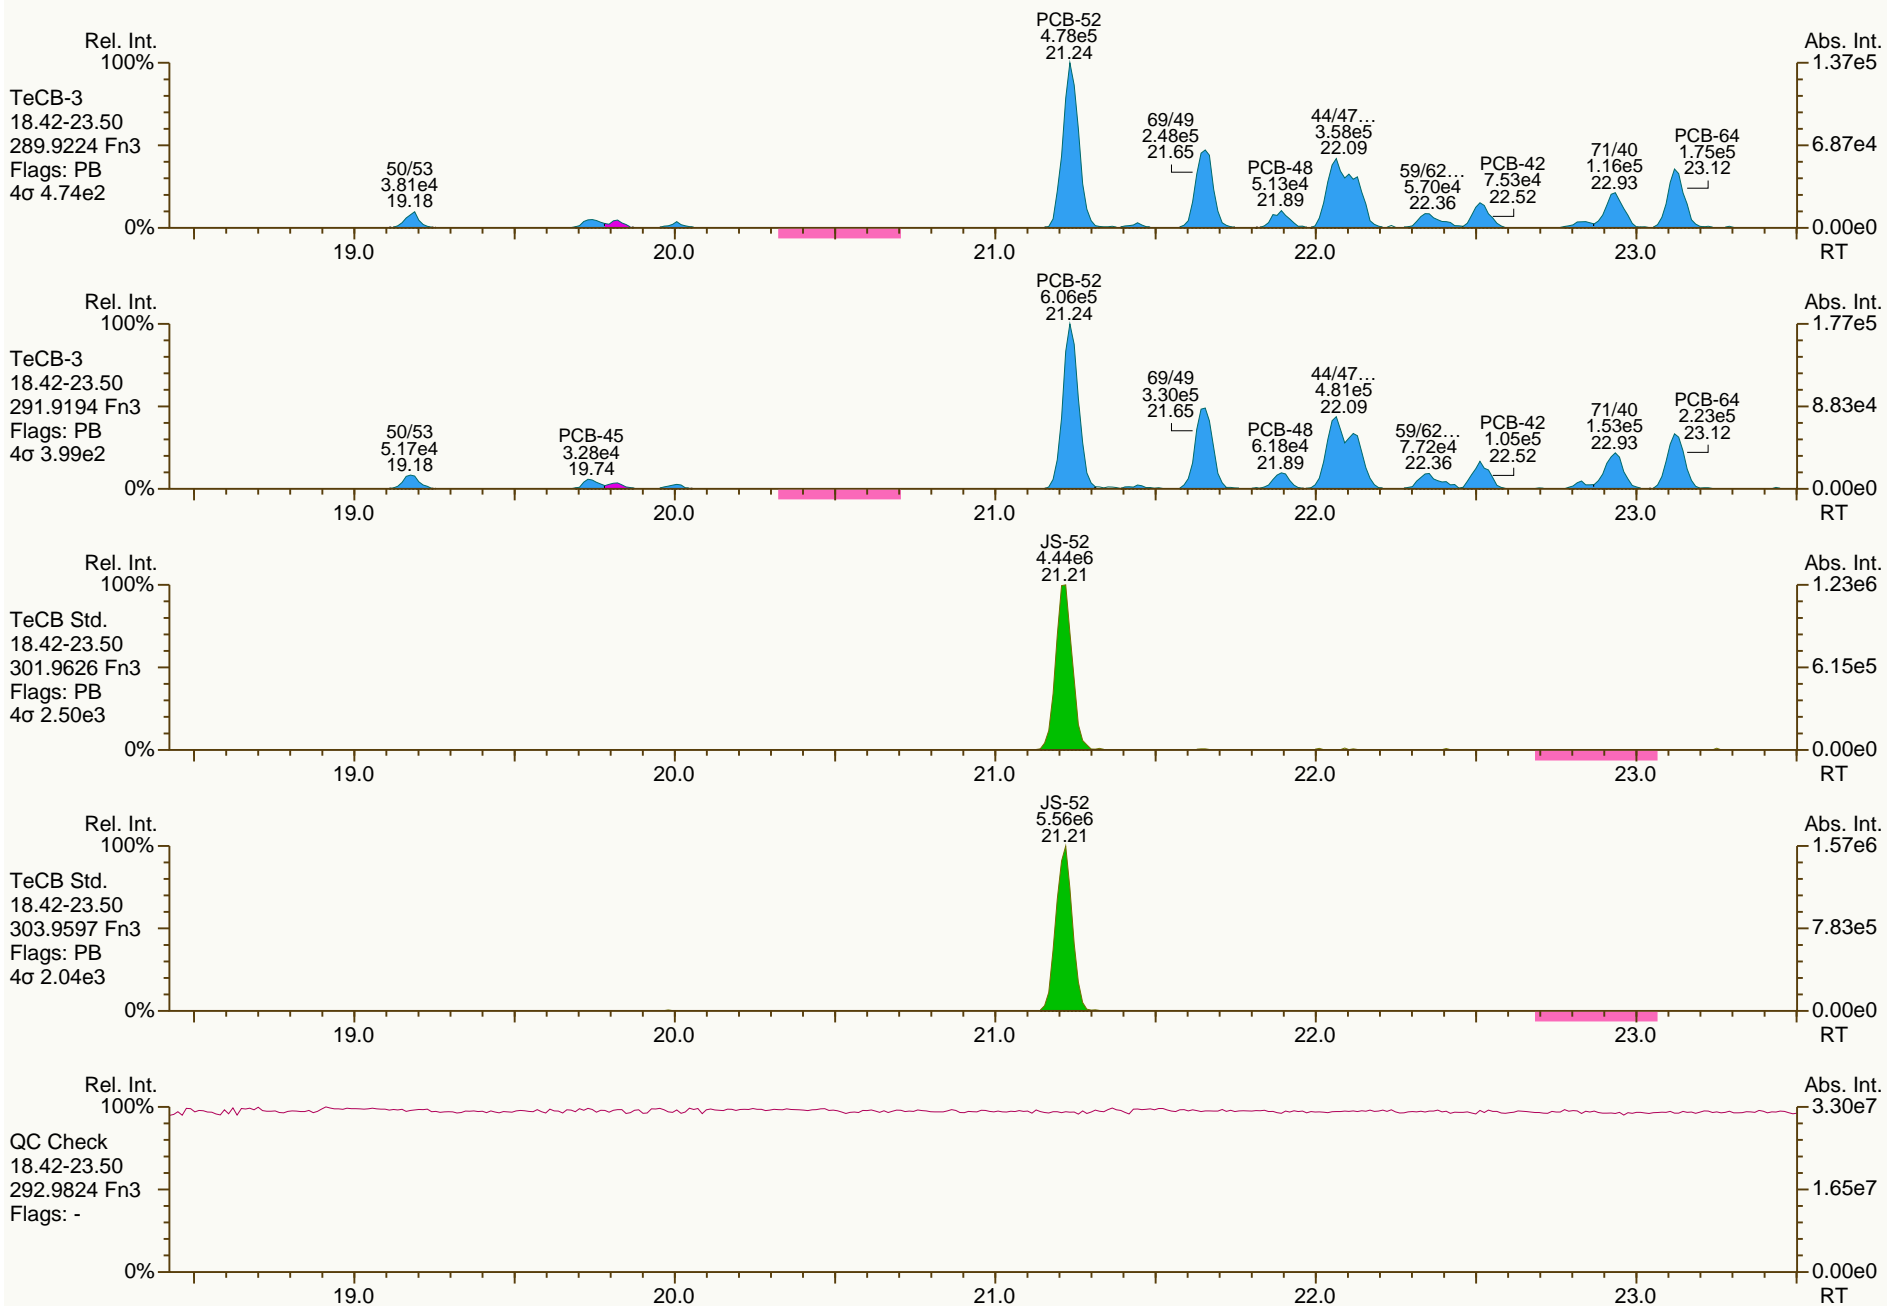 Rel. Int.
100%
0%
TeCB-3
18.42-23.50
289.9224 Fn3
Flags: PB
4σ 4.74e2
50/53
3.81e4
19.18
PCB-52
4.78e5
21.24
69/49
2.48e5
21.65
PCB-48
5.13e4
21.89
44/47...
3.58e5
22.09
59/62...
5.70e4
22.36
PCB-42
7.53e4
22.52
71/40
1.16e5
22.93
PCB-64
1.75e5
23.12
Abs. Int.
1.37e5
6.87e4
0.00e0
19.0 20.0 21.0 22.0 23.0 RT
Rel. Int.
100%
0%
TeCB-3
18.42-23.50
291.9194 Fn3
Flags: PB
4σ 3.99e2
50/53
5.17e4
19.18
PCB-45
3.28e4
19.74
PCB-52
6.06e5
21.24
69/49
3.30e5
21.65
PCB-48
6.18e4
21.89
44/47...
4.81e5
22.09
59/62...
7.72e4
22.36
PCB-42
1.05e5
22.52
71/40
1.53e5
22.93
PCB-64
2.23e5
23.12
Abs. Int.
1.77e5
8.83e4
0.00e0
19.0 20.0 21.0 22.0 23.0 RT
Rel. Int.
100%
0%
TeCB Std.
18.42-23.50
301.9626 Fn3
Flags: PB
4σ 2.50e3
JS-52
4.44e6
21.21
Abs. Int.
1.23e6
6.15e5
0.00e0
19.0 20.0 21.0 22.0 23.0 RT
Rel. Int.
100%
0%
TeCB Std.
18.42-23.50
303.9597 Fn3
Flags: PB
4σ 2.04e3
JS-52
5.56e6
21.21
Abs. Int.
1.57e6
7.83e5
0.00e0
19.0 20.0 21.0 22.0 23.0 RT
Rel. Int.
100%
0%
QC Check
18.42-23.50
292.9824 Fn3
Flags: -
Abs. Int.
3.30e7
1.65e7
0.00e0
19.0 20.0 21.0 22.0 23.0 RT